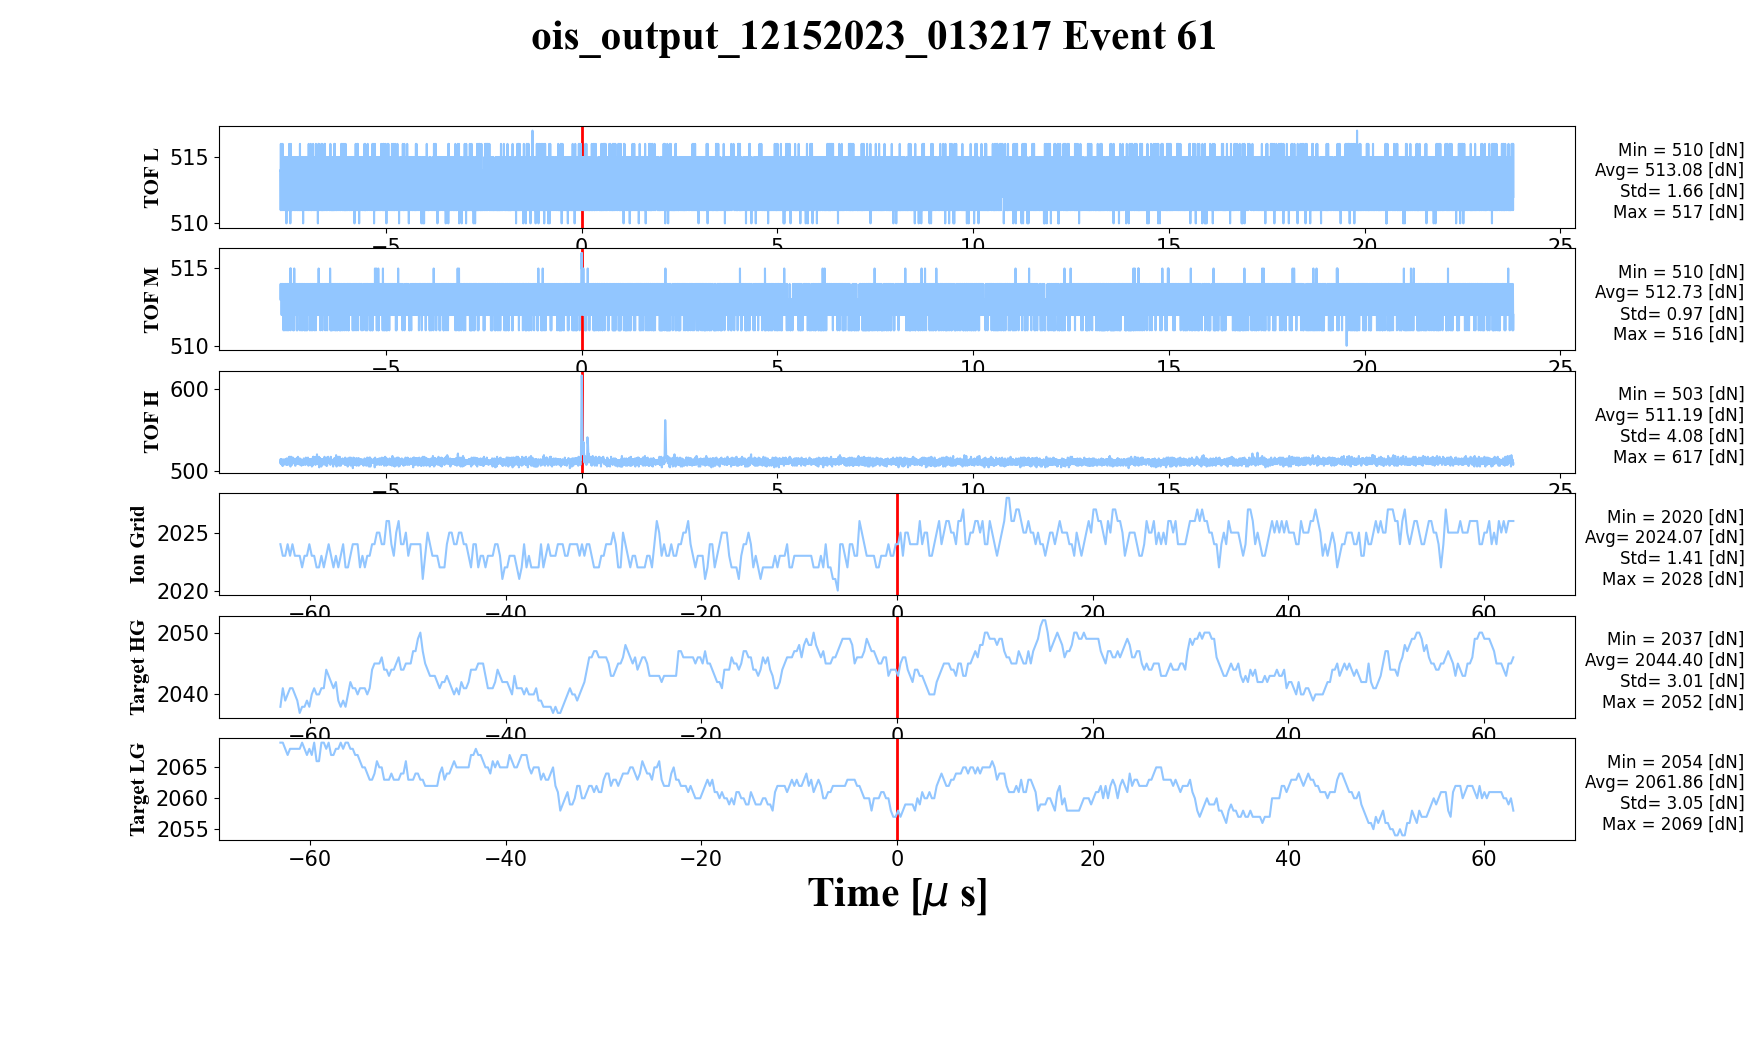 ois_output_12152023_013217 Event 61
TOF L
515
510
−5 0 5 10 15 20 25
Min = 510 [dN]
Avg= 513.08 [dN]
Std= 1.66 [dN]
Max = 517 [dN]
TOF M
515
510
−5 0 5 10 15 20 25
Min = 510 [dN]
Avg= 512.73 [dN]
Std= 0.97 [dN]
Max = 516 [dN]
TOF H
600
500
−5 0 5 10 15 20 25
Min = 503 [dN]
Avg= 511.19 [dN]
Std= 4.08 [dN]
Max = 617 [dN]
Ion Grid
2025
2020
−60 −40 −20 0 20 40 60
Min = 2020 [dN]
Avg= 2024.07 [dN]
Std= 1.41 [dN]
Max = 2028 [dN]
Target HG
2050
2040
−60 −40 −20 0 20 40 60
Min = 2037 [dN]
Avg= 2044.40 [dN]
Std= 3.01 [dN]
Max = 2052 [dN]
Target LG
2065
2060
2055
−60 −40 −20 0 20 40 60
Min = 2054 [dN]
Avg= 2061.86 [dN]
Std= 3.05 [dN]
Max = 2069 [dN]
Time [μ s]